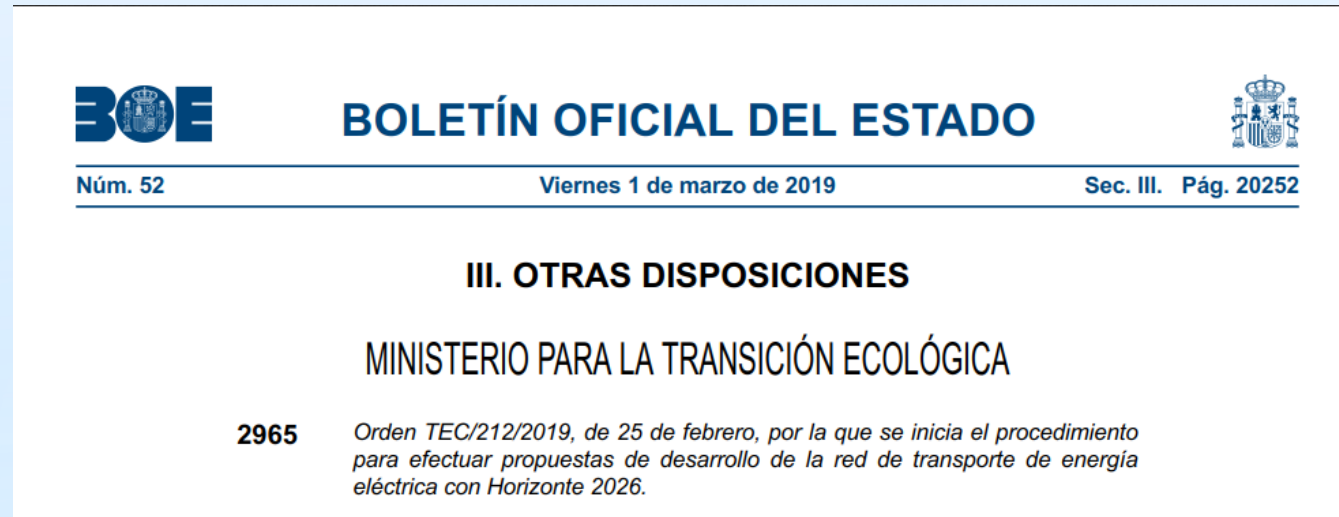 BOE
BOLETÍN OFICIAL DEL ESTADO
Núm. 52 Viernes 1 de marzo de 2019 Sec. III. Pág. 20252
III. OTRAS DISPOSICIONES
MINISTERIO PARA LA TRANSICIÓN ECOLÓGICA
2965 Orden TEC/212/2019, de 25 de febrero, por la que se inicia el procedimiento
para efectuar propuestas de desarrollo de la red de transporte de energía
eléctrica con Horizonte 2026.